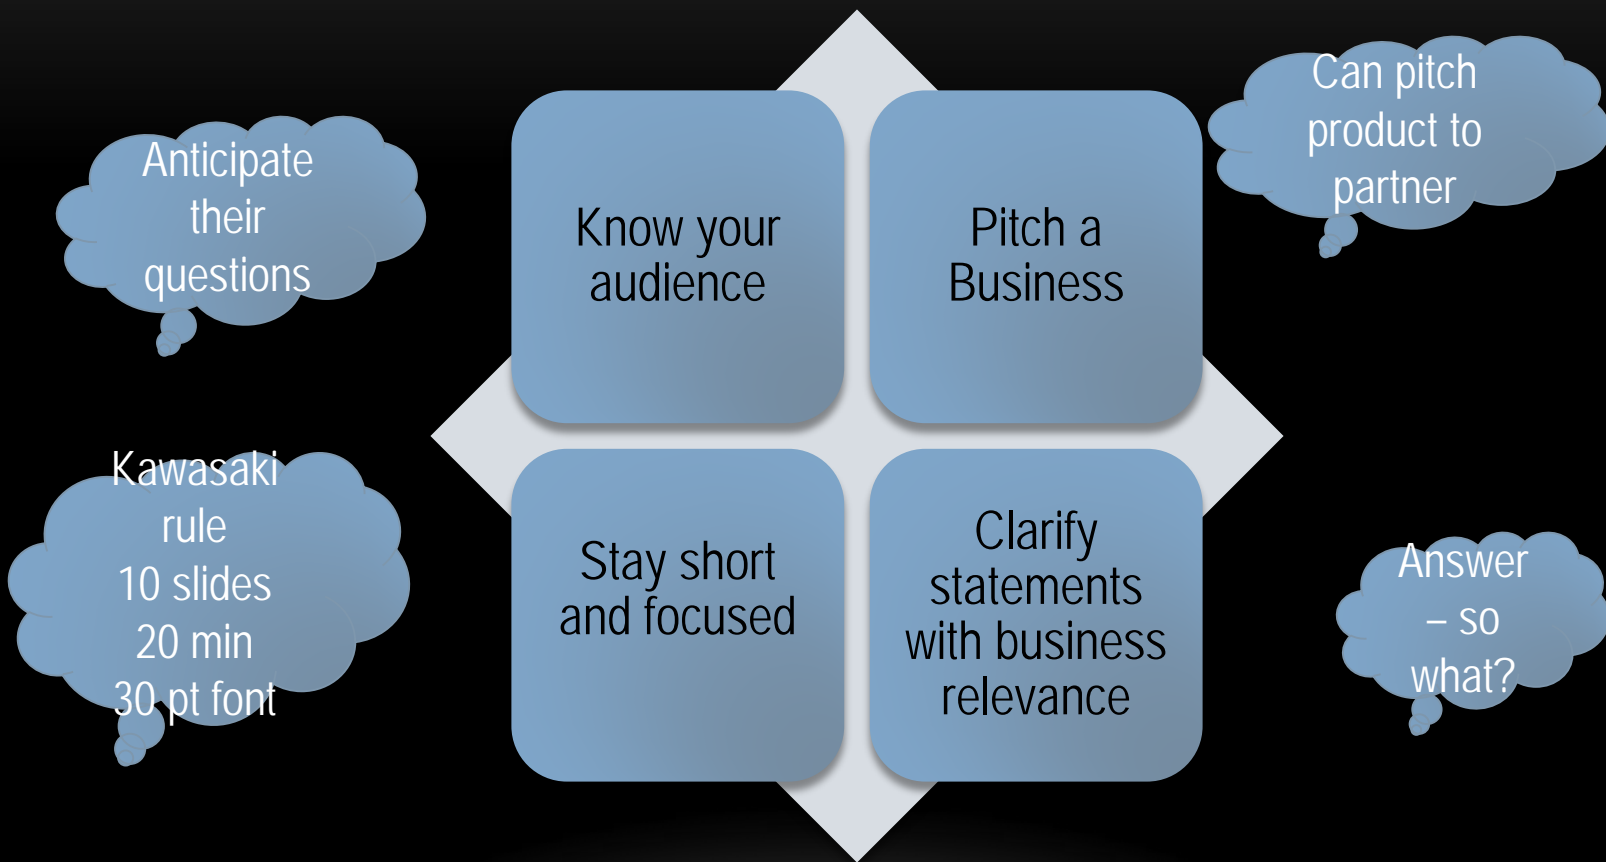 Anticipate
their
questions
Know your
audience
Pitch a
Business
Can pitch
product to
partner
Kawasaki
rule
10 slides
20 min
30 pt font
Stay short
and focused
Clarify
statements
with business
relevance
Answer
– so
what?